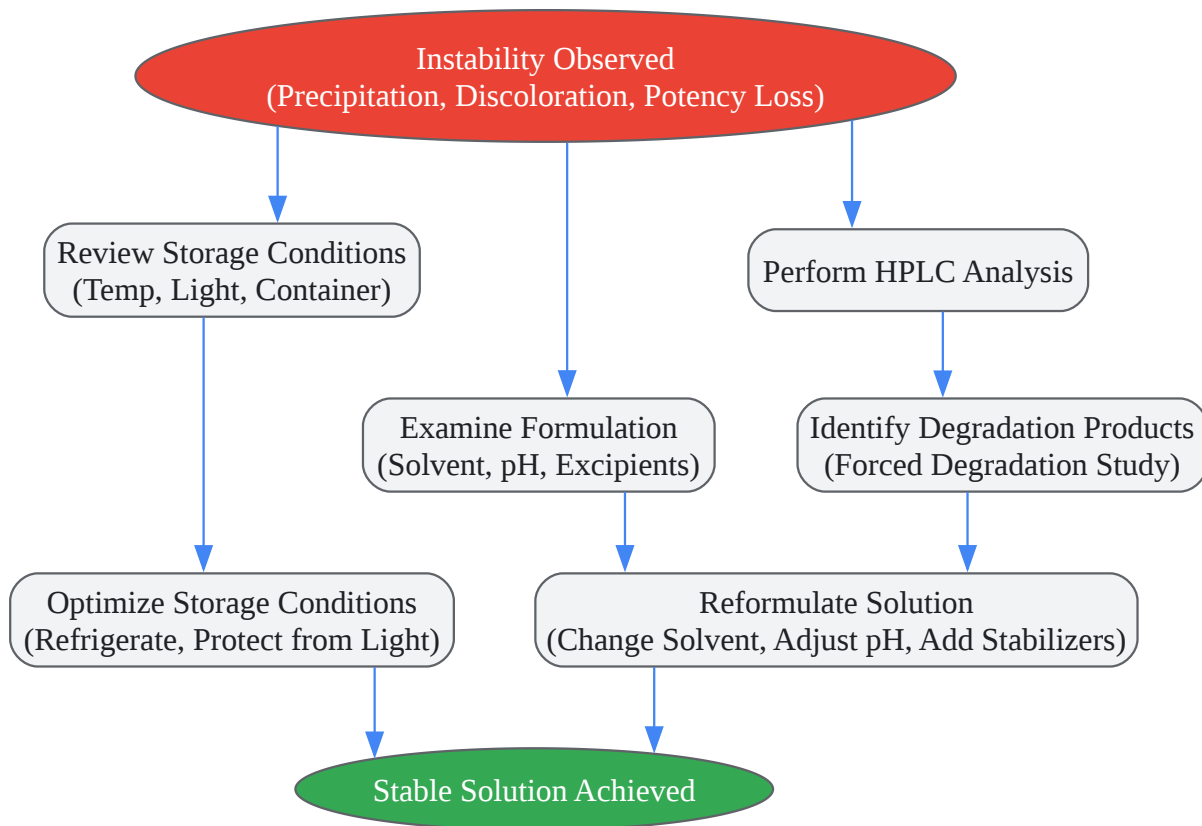 Instability Observed
(Precipitation, Discoloration, Potency Loss)
Review Storage Conditions
(Temp, Light, Container)
Perform HPLC Analysis
Examine Formulation
(Solvent, pH, Excipients)
Identify Degradation Products
(Forced Degradation Study)
Optimize Storage Conditions
(Refrigerate, Protect from Light)
Reformulate Solution
(Change Solvent, Adjust pH, Add Stabilizers)
Stable Solution Achieved